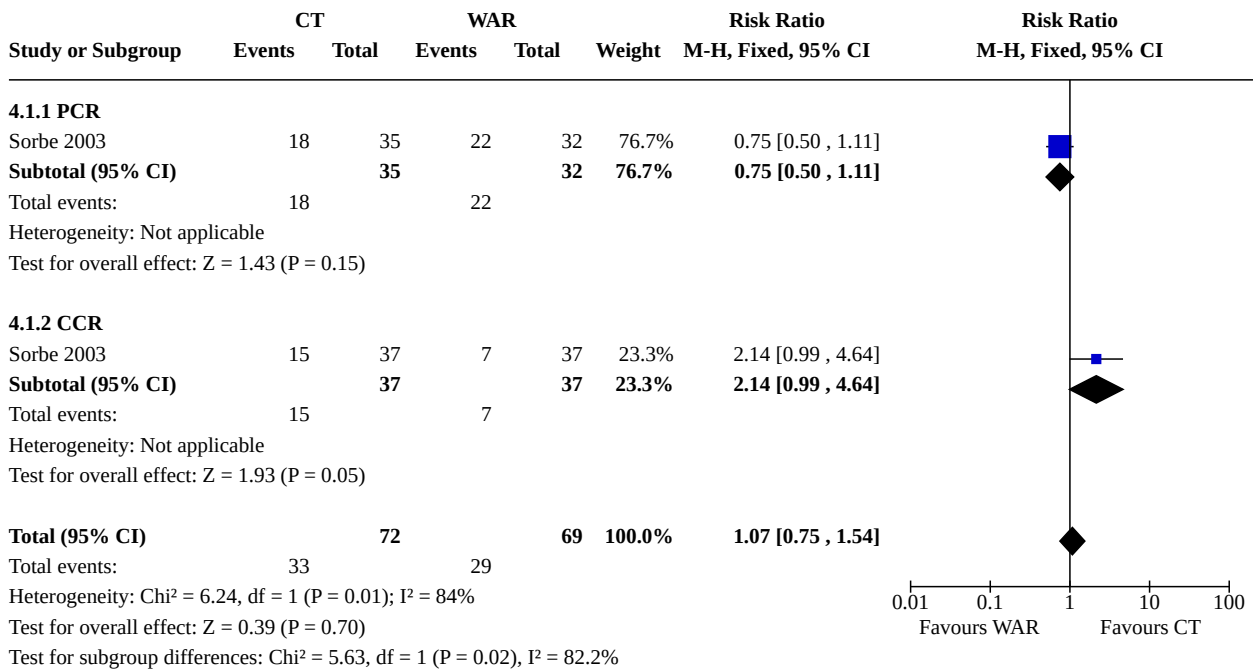 CT WAR Risk Ratio Risk Ratio
Study or Subgroup Events Total Events Total Weight M-H, Fixed, 95% CI M-H, Fixed, 95% CI
4.1.1 PCR
Sorbe 2003 18 35 22 32 76.7% 0.75 [0.50 , 1.11]
Subtotal (95% CI) 35 32 76.7% 0.75 [0.50 , 1.11]
Total events: 18 22
Heterogeneity: Not applicable
Test for overall effect: Z = 1.43 (P = 0.15)
4.1.2 CCR
Sorbe 2003 15 37 7 37 23.3% 2.14 [0.99 , 4.64]
Subtotal (95% CI) 37 37 23.3% 2.14 [0.99 , 4.64]
Total events: 15 7
Heterogeneity: Not applicable
Test for overall effect: Z = 1.93 (P = 0.05)
Total (95% CI) 72 69 100.0% 1.07 [0.75 , 1.54]
Total events: 33 29
Heterogeneity: Chi² = 6.24, df = 1 (P = 0.01); I² = 84%
Test for overall effect: Z = 0.39 (P = 0.70)
Test for subgroup differences: Chi² = 5.63, df = 1 (P = 0.02), I² = 82.2%
0.01 0.1 1 10 100
Favours WAR Favours CT